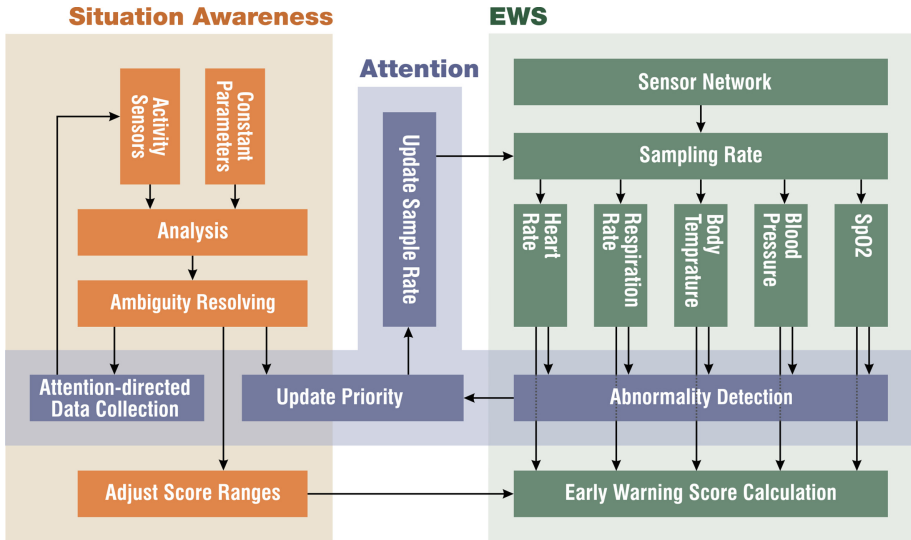 Situation Awareness
EWS
Attention
Activity
Sensors
Constant
Parameters
Analysis
Ambiguity Resolving
Attention-directed
Data Collection
Adjust Score Ranges
Update Sample Rate
Update Priority
Sensor Network
Sampling Rate
Heart
Rate
Respiration
Rate
Body
Temprature
Blood
Pressure
SpO2
Abnormality Detection
Early Warning Score Calculation